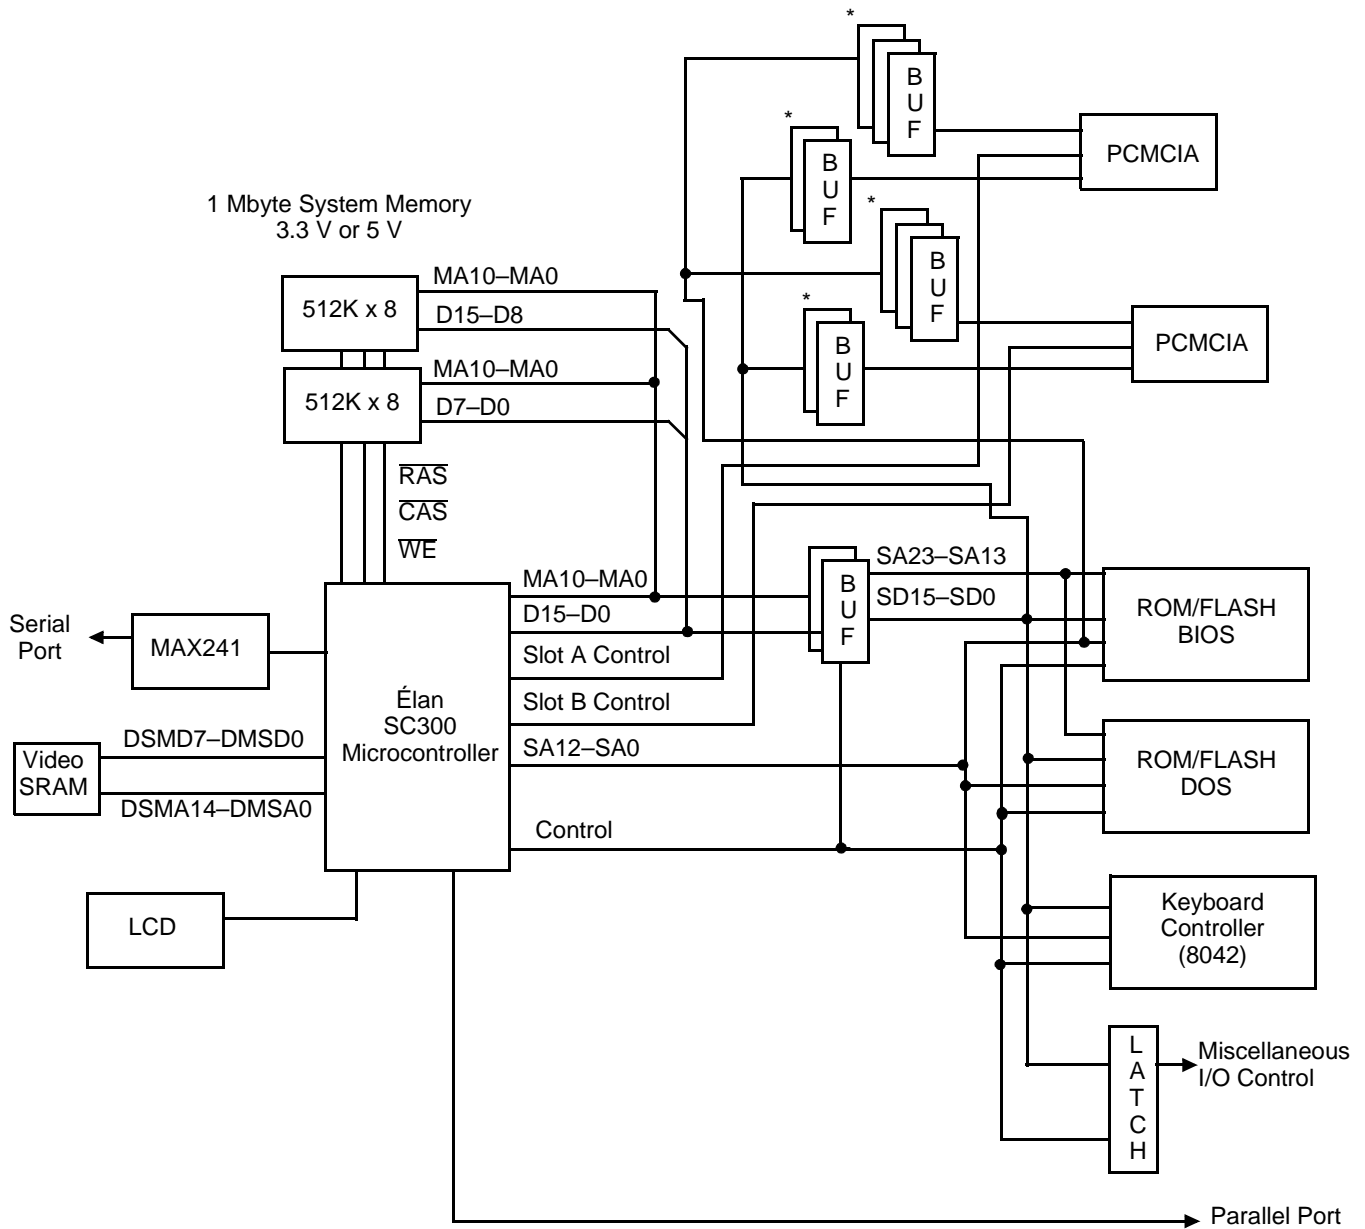 *
B
U
F
PCMCIA
*
B
U
F
1 Mbyte System Memory
3.3 V or 5 V
*
B
U
F
MA10–MA0
512K x 8
D15–D8
*
B
U
F
PCMCIA
MA10–MA0
512K x 8
D7–D0
RAS
CAS
WE
MA10–MA0
D15–D0
B
U
F
SA23–SA13
SD15–SD0
ROM/FLASH
BIOS
Serial
Port
MAX241
Slot A Control
Slot B Control
Élan
SC300
Microcontroller
SA12–SA0
DSMD7–DMSD0
Video
SRAM
DSMA14–DMSA0
ROM/FLASH
DOS
Control
LCD
Keyboard
Controller
(8042)
L
A
T
C
H
Miscellaneous
I/O Control
Parallel Port